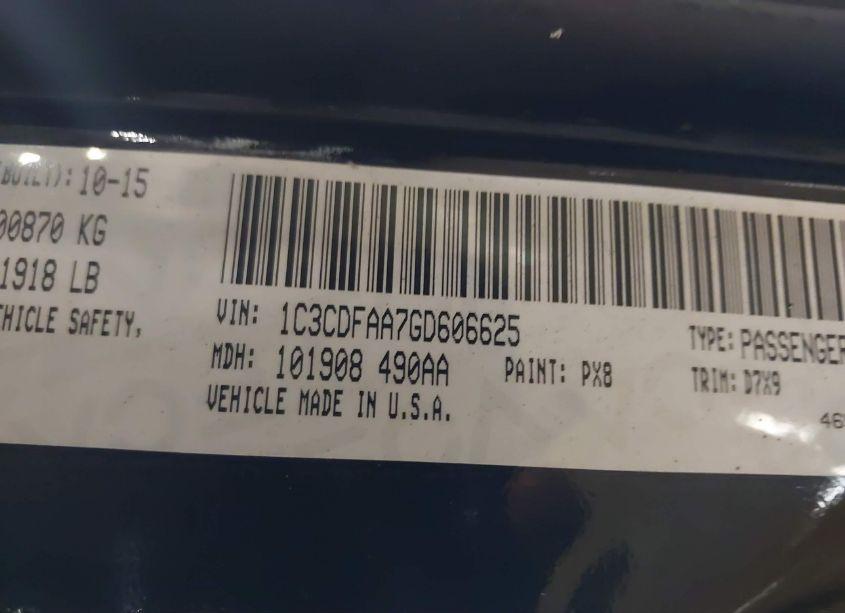 (BUILT): 10-15
00870 KG
1918 LB
EHICLE SAFETY,
VIN: 1C3CDFAA7GD606625
TYPE: PASSENGER
MDH: 101908 490AA
PAINT: PX8
TRIM: D7X9
VEHICLE MADE IN U.S.A.
46